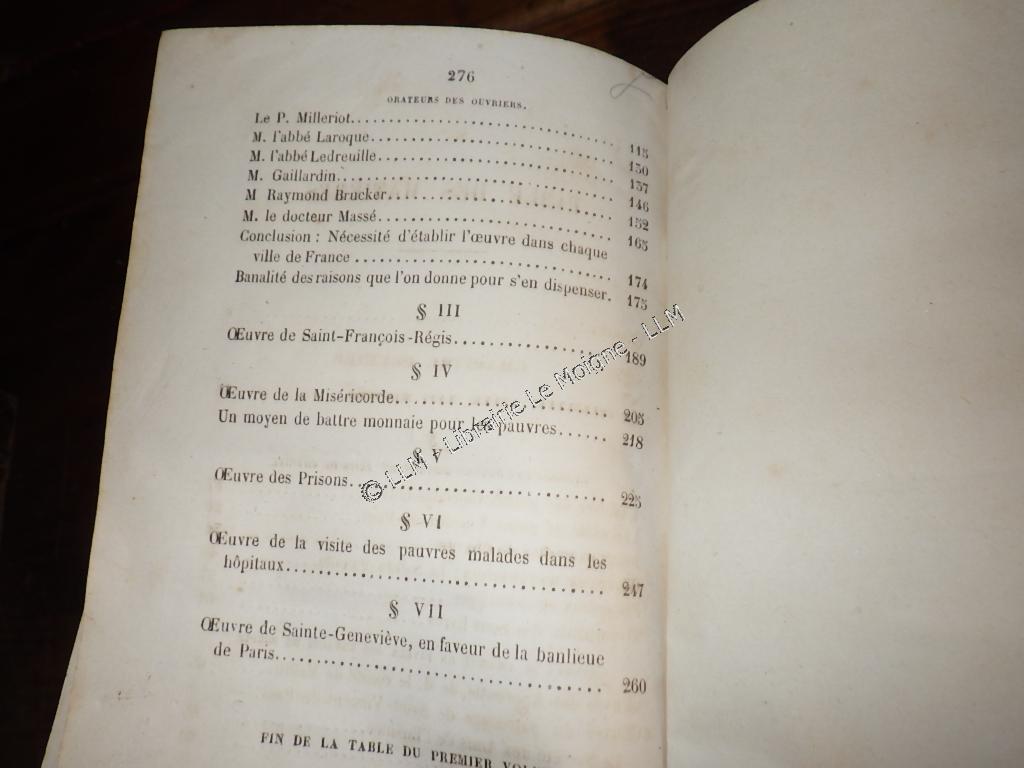 276
ORATEURS DES OUVRIERS.
Le P. Milleriot........ 115
M. l'abbé Laroque........ 130
M. l'abbé Ledreuille........ 137
M. Gaillardin........ 146
M Raymond Brucker........ 152
M. le docteur Massé........ 165
Conclusion : Nécessité d'établir l'œuvre dans chaque
ville de France........ 174
Banalité des raisons que l'on donne pour s'en dispenser. 175
§ III
Œuvre de Saint-François-Régis........ 189
§ IV
Œuvre de la Miséricorde........ 205
Un moyen de battre monnaie pour les pauvres...... 218
§ V
Œuvre des Prisons........ 225
§ VI
Œuvre de la visite des pauvres malades dans les
hôpitaux........ 247
§ VII
Œuvre de Sainte-Geneviève, en faveur de la banlieue
de Paris........ 260
FIN DE LA TABLE DU PREMIER
© LLM - Librairie Le Moigne - LLM